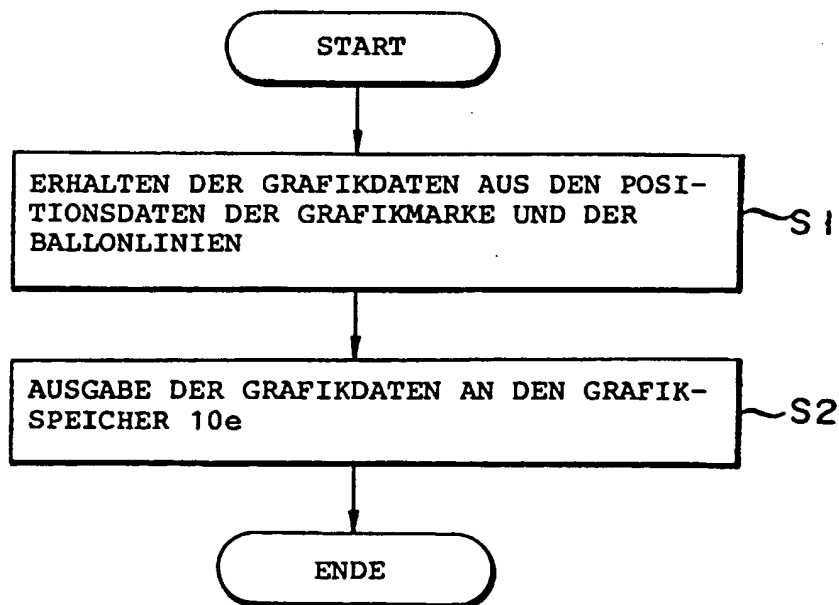 START
ERHALTEN DER GRAFIKDATEN AUS DEN POSI-
TIONSDATEN DER GRAFIKMARKE UND DER
BALLONLINIEN
S1
AUSGABE DER GRAFIKDATEN AN DEN GRAFIK-
SPEICHER 10e
S2
ENDE